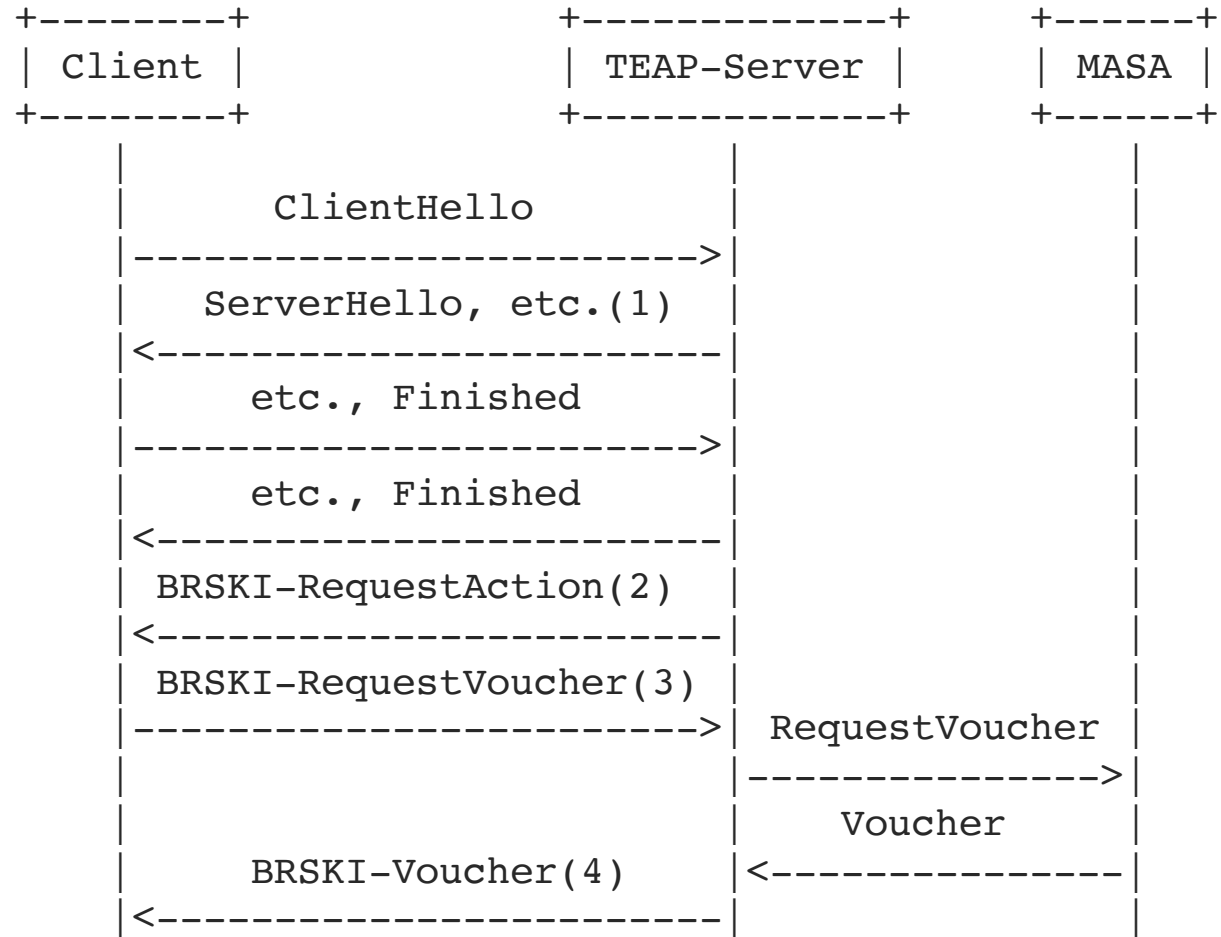 Client TEAP-Server MASA
ClientHello
ServerHello, etc.(1)
etc., Finished
etc., Finished
BRSKI-RequestAction(2)
BRSKI-RequestVoucher(3)
RequestVoucher
Voucher
BRSKI-Voucher(4)